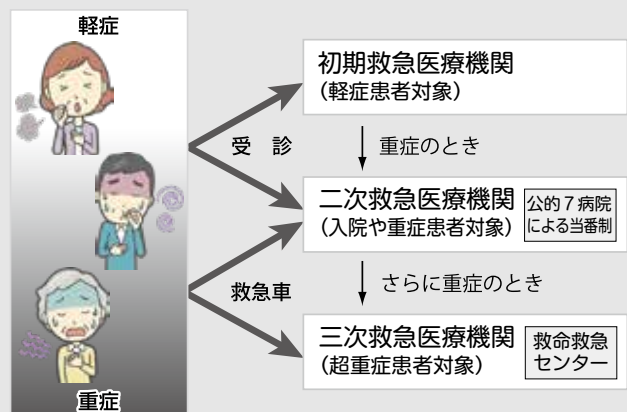 軽症
初期救急医療機関
（軽症患者対象）
受　診
重症のとき
二次救急医療機関
（入院や重症患者対象）
公的７病院
による当番制
救急車
さらに重症のとき
三次救急医療機関
（超重症患者対象）
救命救急
センター
重症